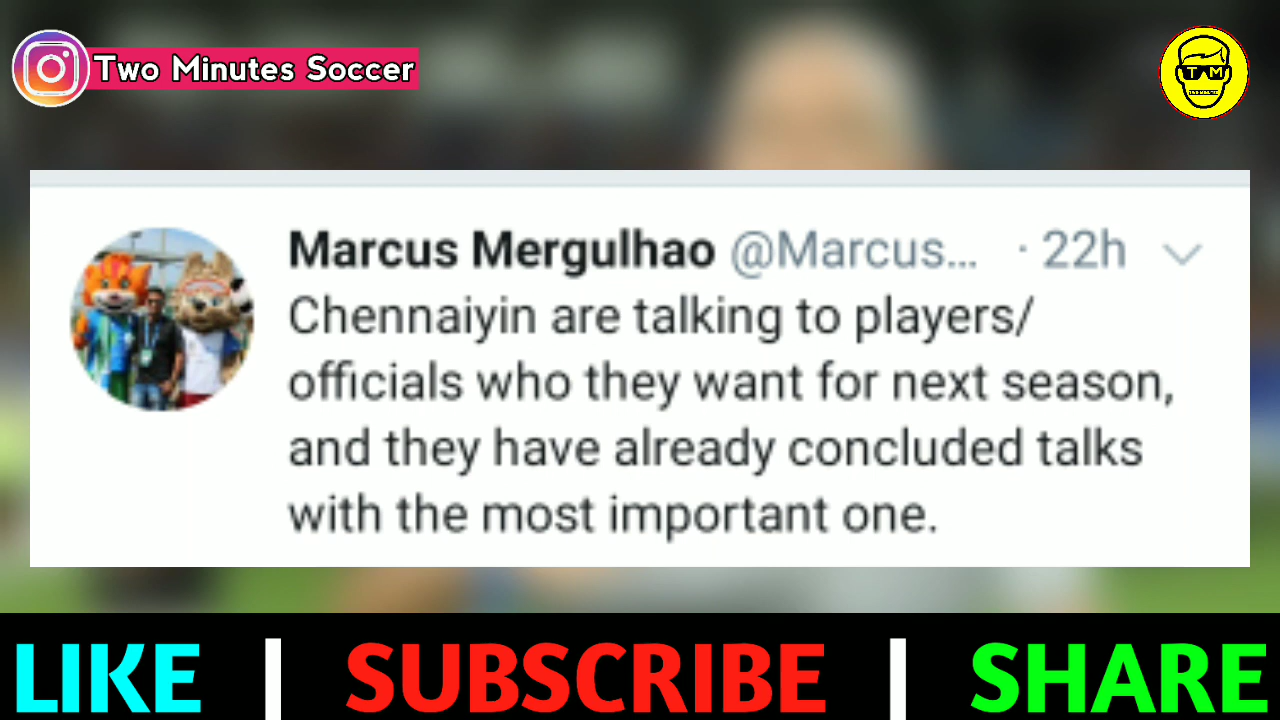 Two Minutes Soccer
T M
Marcus Mergulhao @Marcus... · 22h
Chennaiyin are talking to players/
officials who they want for next season,
and they have already concluded talks
with the most important one.
LIKE | SUBSCRIBE | SHARE